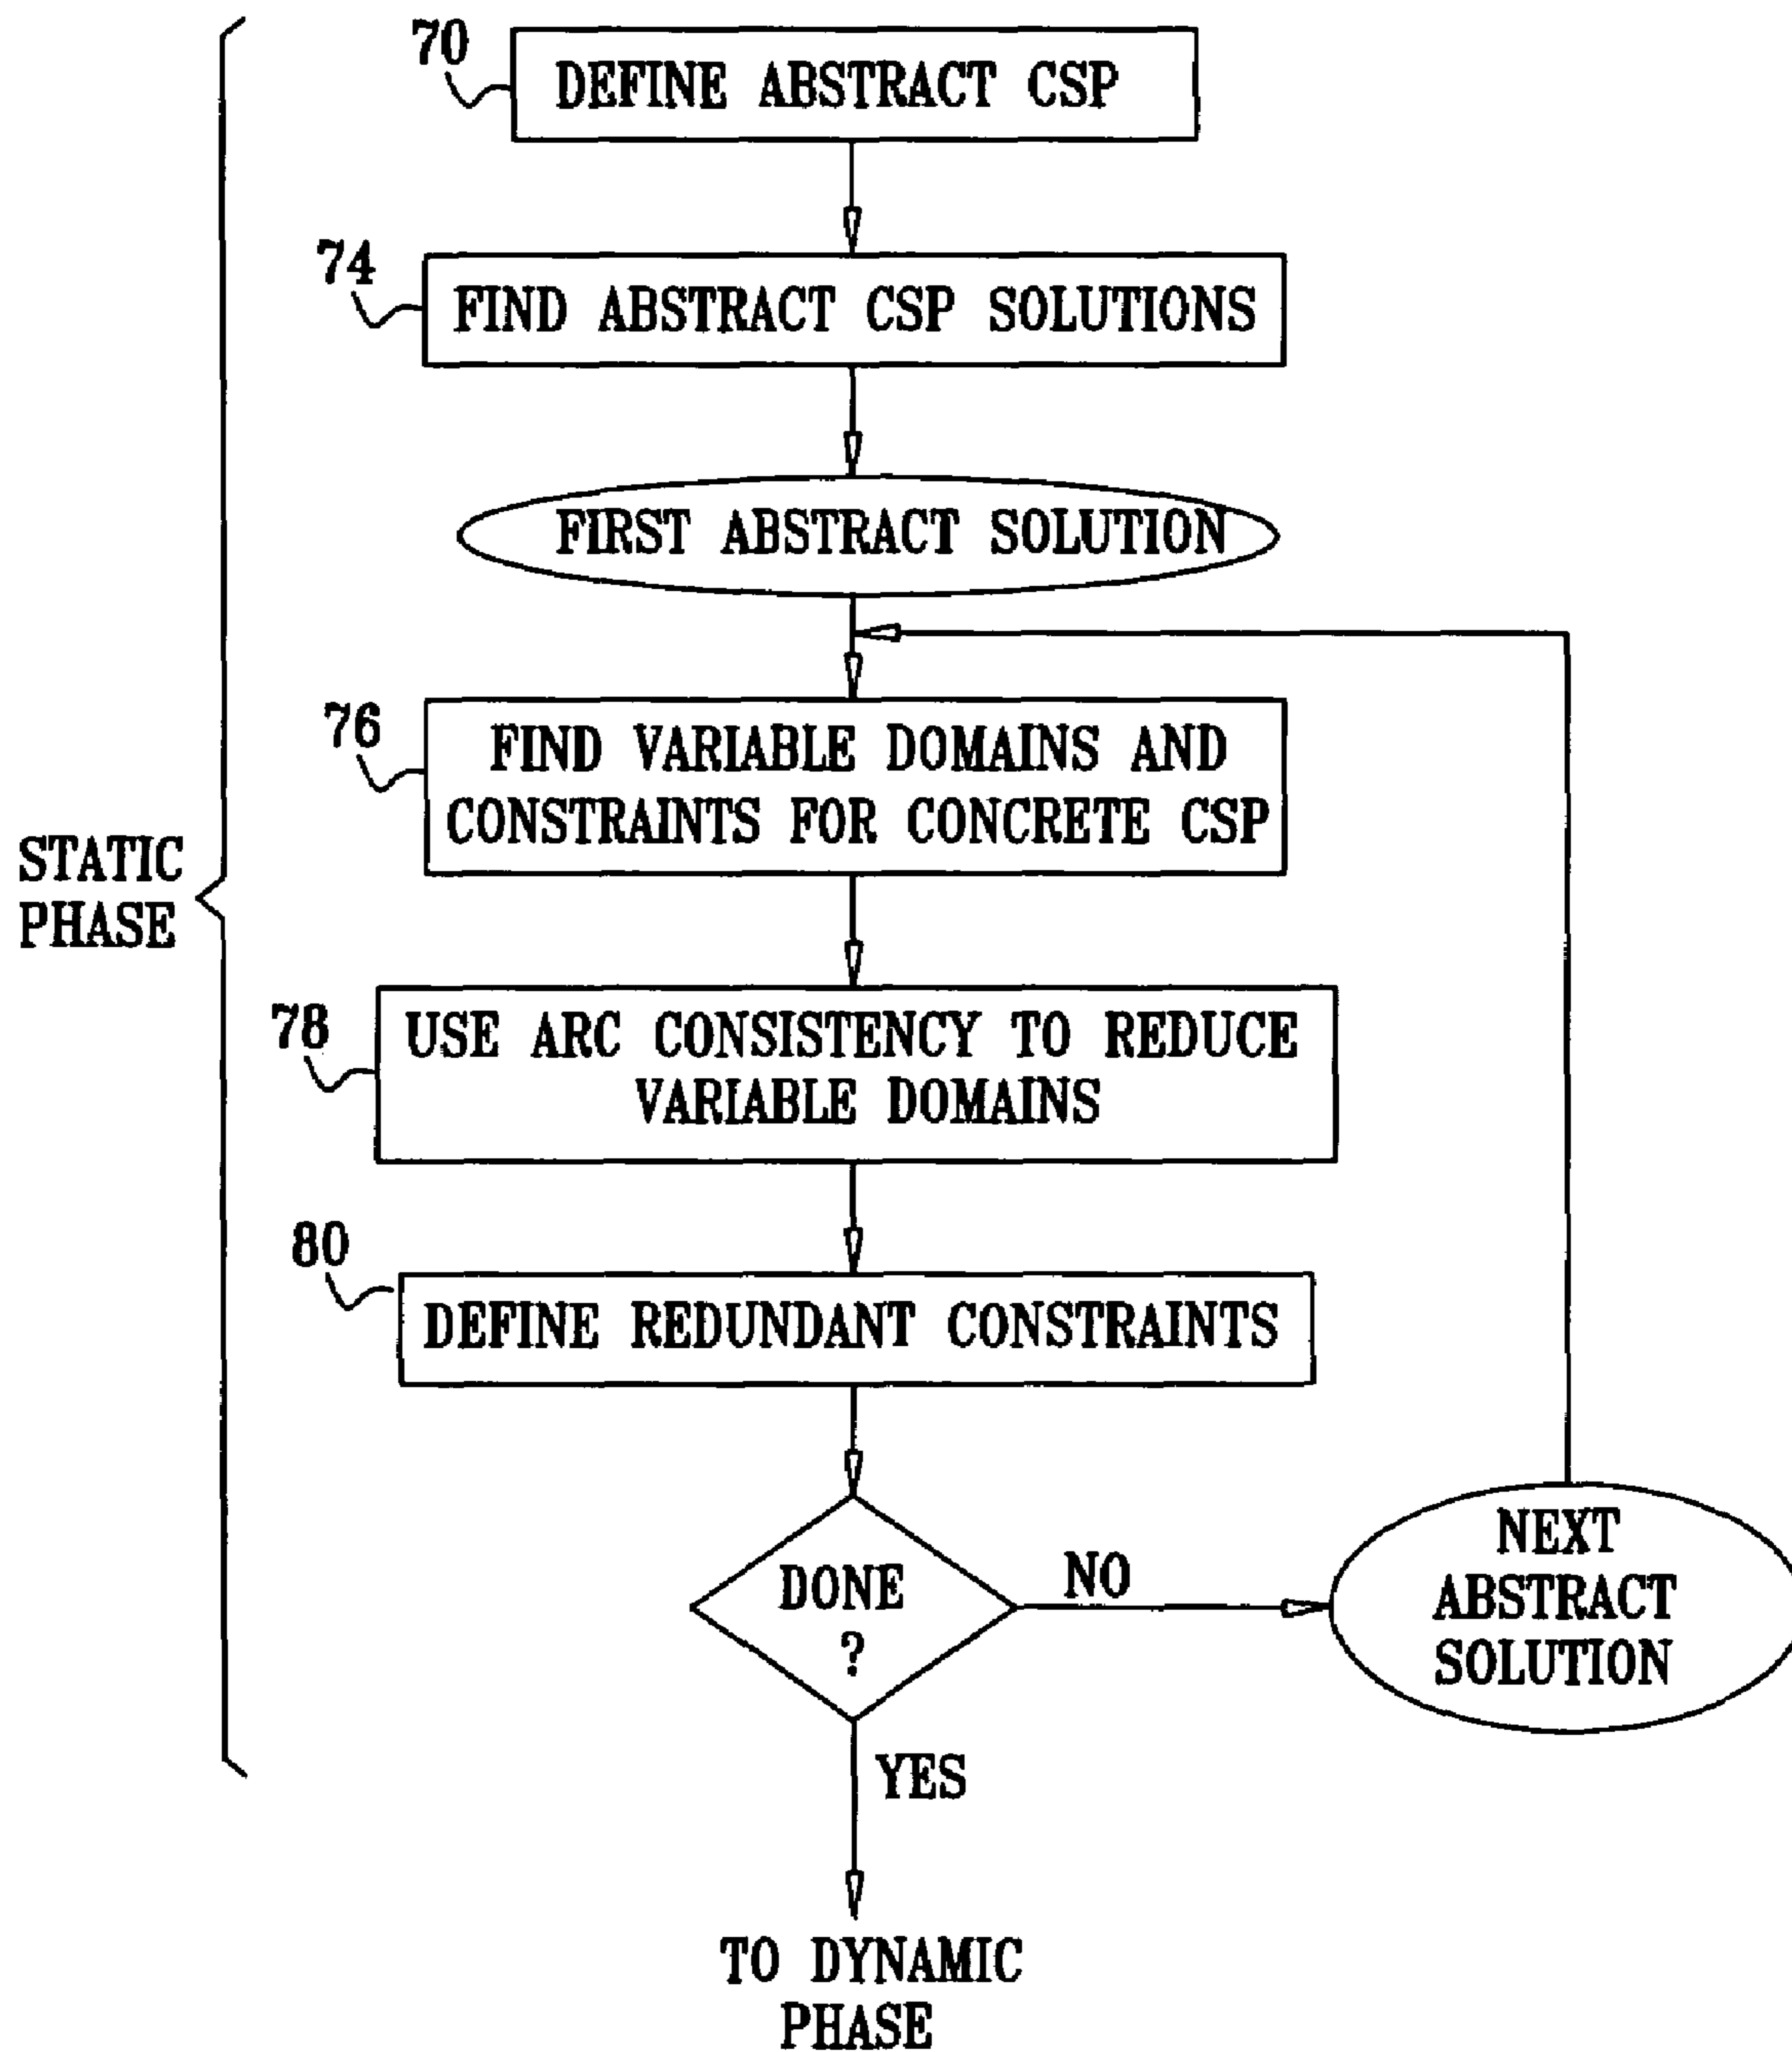 70
DEFINE ABSTRACT CSP
74
FIND ABSTRACT CSP SOLUTIONS
FIRST ABSTRACT SOLUTION
76
FIND VARIABLE DOMAINS AND
CONSTRAINTS FOR CONCRETE CSP
STATIC
PHASE
78
USE ARC CONSISTENCY TO REDUCE
VARIABLE DOMAINS
80
DEFINE REDUNDANT CONSTRAINTS
DONE
?
NO
NEXT
ABSTRACT
SOLUTION
YES
TO DYNAMIC
PHASE